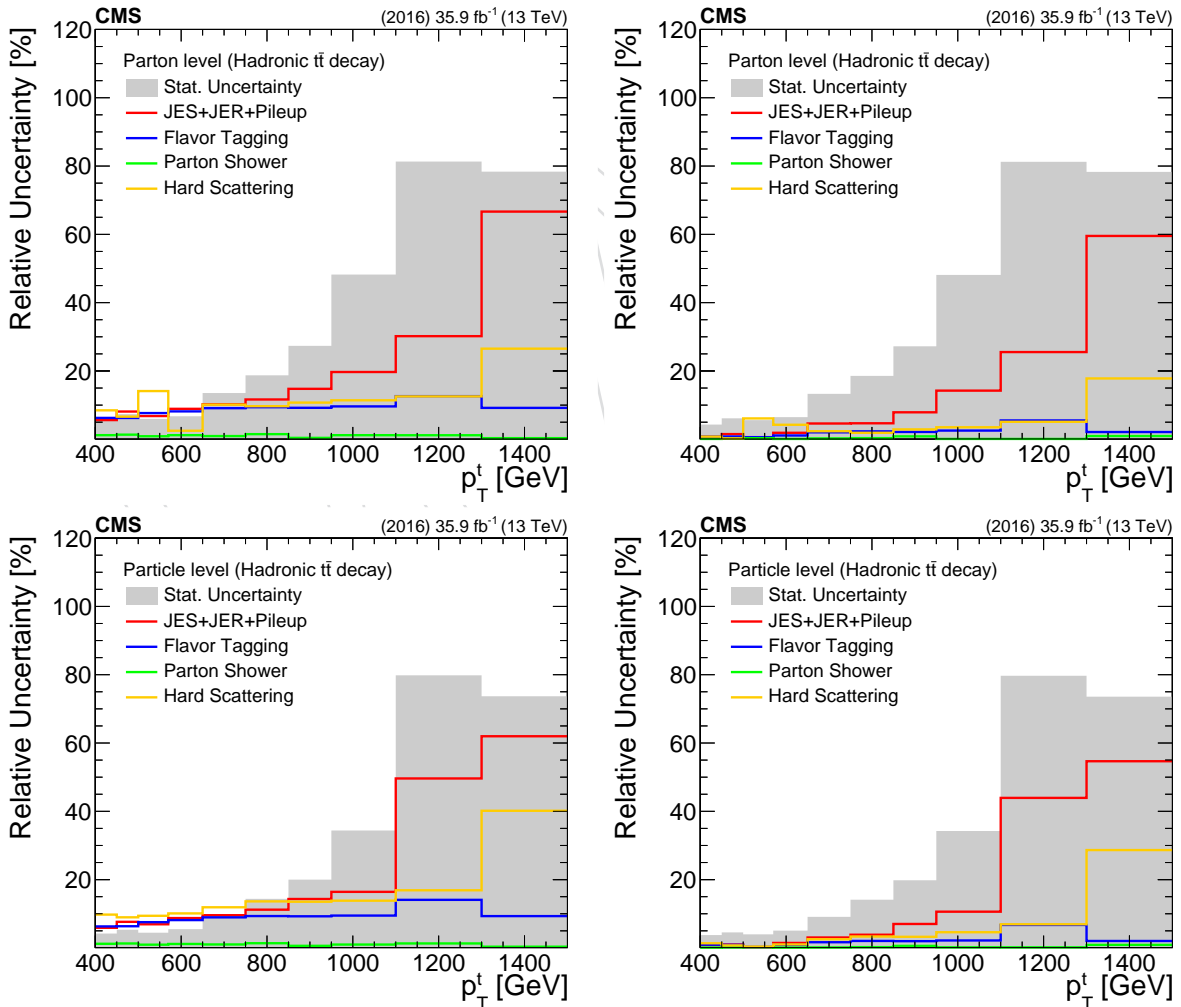 CMS (2016) 35.9 fb⁻¹ (13 TeV)
Relative Uncertainty [%]
120
100
80
60
40
20
Parton level (Hadronic tt̄ decay)
Stat. Uncertainty
JES+JER+Pileup
Flavor Tagging
Parton Shower
Hard Scattering
400 600 800 1000 1200 1400
p_T^t [GeV]
CMS (2016) 35.9 fb⁻¹ (13 TeV)
Relative Uncertainty [%]
120
100
80
60
40
20
Parton level (Hadronic tt̄ decay)
Stat. Uncertainty
JES+JER+Pileup
Flavor Tagging
Parton Shower
Hard Scattering
400 600 800 1000 1200 1400
p_T^t [GeV]
CMS (2016) 35.9 fb⁻¹ (13 TeV)
Relative Uncertainty [%]
120
100
80
60
40
20
Particle level (Hadronic tt̄ decay)
Stat. Uncertainty
JES+JER+Pileup
Flavor Tagging
Parton Shower
Hard Scattering
400 600 800 1000 1200 1400
p_T^t [GeV]
CMS (2016) 35.9 fb⁻¹ (13 TeV)
Relative Uncertainty [%]
120
100
80
60
40
20
Particle level (Hadronic tt̄ decay)
Stat. Uncertainty
JES+JER+Pileup
Flavor Tagging
Parton Shower
Hard Scattering
400 600 800 1000 1200 1400
p_T^t [GeV]